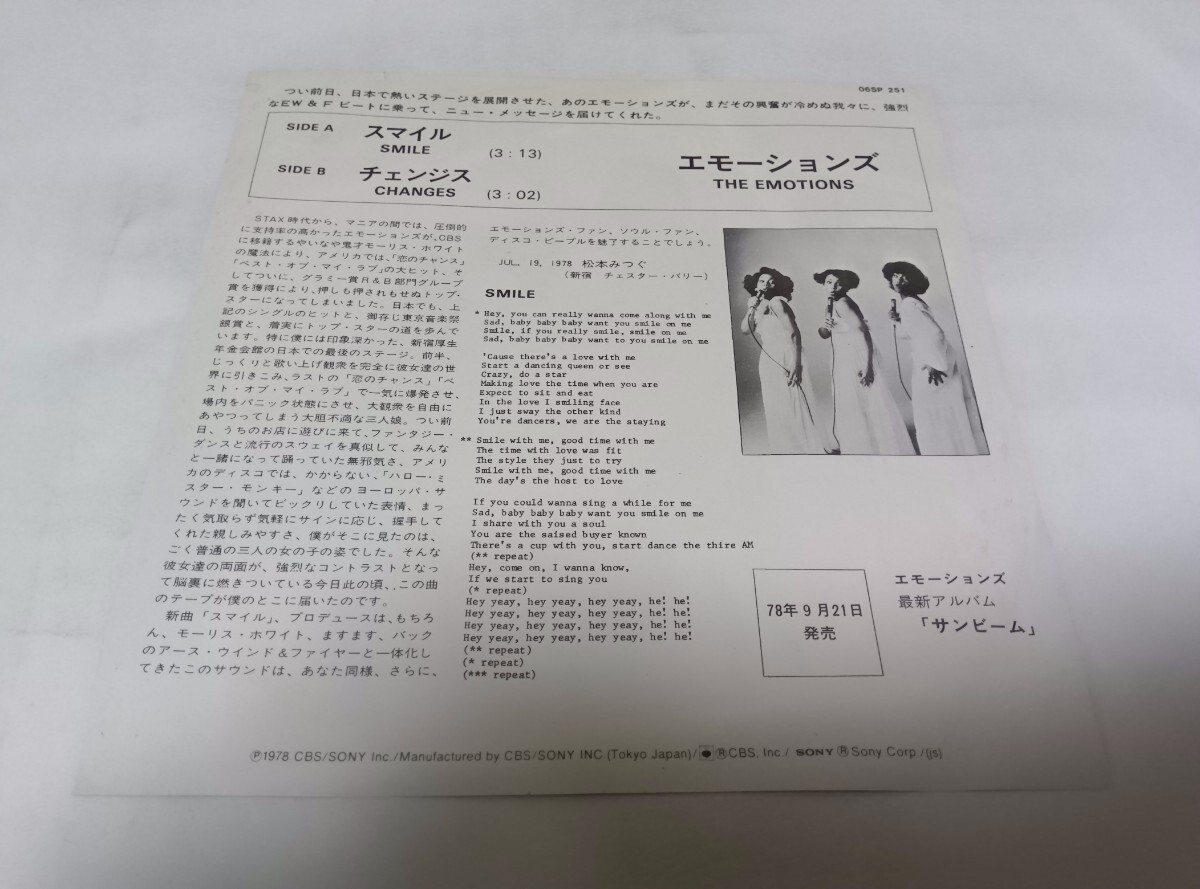 06SP 251
つい前日、日本で熱いステージを展開させた、あのエモーションズが、まだその興奮が冷めぬ我々に、強烈
なEW & F ビートに乗って、ニュー・メッセージを届けてくれた。
SIDE A スマイル
SMILE (3 : 13)
SIDE B チェンジス
CHANGES (3 : 02)
エモーションズ
THE EMOTIONS
STAX時代から、マニアの間では、圧倒的
に支持率の高かったエモーションズが、CBS
に移籍するやいなや鬼才モーリス・ホワイト
の魔法により、アメリカでは、「恋のチャンス」
「ベスト・オブ・マイ・ラブ」の大ヒット、そ
してついに、グラミー賞R&B部門グループ
賞を獲得により、押しも押されもせぬトップ・
スターになってしまいました。日本でも、上
記のシングルのヒットと、御存じ東京音楽祭
銀賞と、着実にトップ・スターの道を歩んで
います。特に僕には印象深かった、新宿厚生
年金会館の日本での最後のステージ。前半、
じっくりと歌い上げ観衆を完全に彼女達の世
界に引きこみ、ラストの「恋のチャンス」「ベ
スト・オブ・マイ・ラブ」で一気に爆発させ、
場内をパニック状態にさせ、大観衆を自由に
あやつってしまう大胆不適な三人娘。つい前
日、うちのお店に遊びに来て、ファンタジー・
ダンスと流行のスウェイを真似して、みんな
と一諸になって踊っていた無邪気さ、アメリ
カのディスコでは、かからない、「ハロー・ミ
スター・モンキー」などのヨーロッパ・サ
ウンドを聞いてビックリしていた表情、まっ
たく気取らず気軽にサインに応じ、握手して
くれた親しみやすさ、僕がそこに見たのは、
ごく普通の三人の女の子の姿でした。そんな
彼女達の両面が、強烈なコントラストとなっ
て脳裏に燃きついている今日此の頃、この曲
のテープが僕のとこに届いたのです。
新曲「スマイル」、プロデュースは、もちろ
ん、モーリス・ホワイト、ますます、バック
のアース・ウインド&ファイヤーと一体化し
てきたこのサウンドは、あなた同様、さらに、
エモーションズ・ファン、ソウル・ファン、
ディスコ・ピープルを魅了することでしょう。
JUL, 19, 1978 松本みつぐ
(新宿 チェスター・バリー)
SMILE
* Hey, you can really wanna come along with me
Sad, baby baby baby want you smile on me
Smile, if you really smile, smile on me
Sad, baby baby baby want to you smile on me
'Cause there's a love with me
Start a dancing queen or see
Crazy, do a star
Making love the time when you are
Expect to sit and eat
In the love I smiling face
I just sway the other kind
You're dancers, we are the staying
** Smile with me, good time with me
The time with love was fit
The style they just to try
Smile with me, good time with me
The day's the host to love
If you could wanna sing a while for me
Sad, baby baby baby want you smile on me
I share with you a soul
You are the saised buyer known
There's a cup with you, start dance the thire AM
(** repeat)
Hey, come on, I wanna know,
If we start to sing you
(* repeat)
Hey yeay, hey yeay, hey yeay, he! he!
Hey yeay, hey yeay, hey yeay, he! he!
Hey yeay, hey yeay, hey yeay, he! he!
Hey yeay, hey yeay, hey yeay, he! he!
(** repeat)
(* repeat)
(*** repeat)
78年9月21日
発売
エモーションズ
最新アルバム
「サンビーム」
Ⓟ1978 CBS/SONY Inc./Manufactured by CBS/SONY INC (Tokyo Japan)/ ®CBS, Inc./ SONY ® Sony Corp./(js)